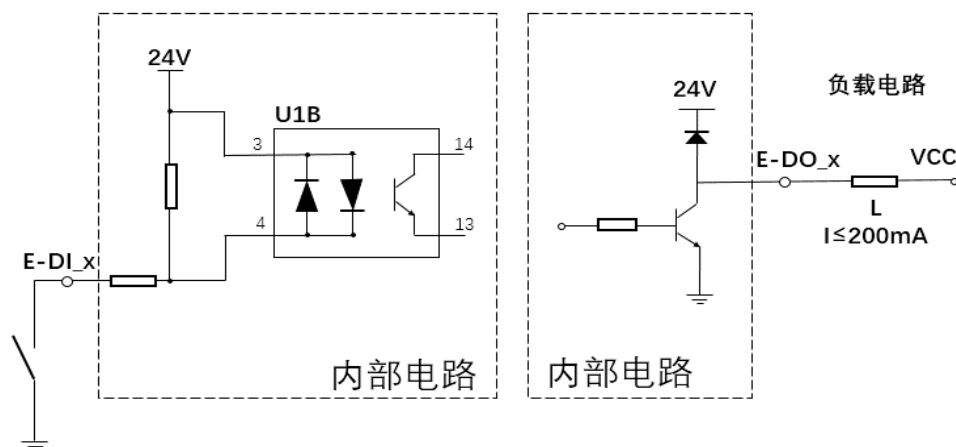 24V
U1B
3
14
4
13
E-DI_x
内部电路
24V
负载电路
E-DO_x
VCC
L
I≤200mA
内部电路